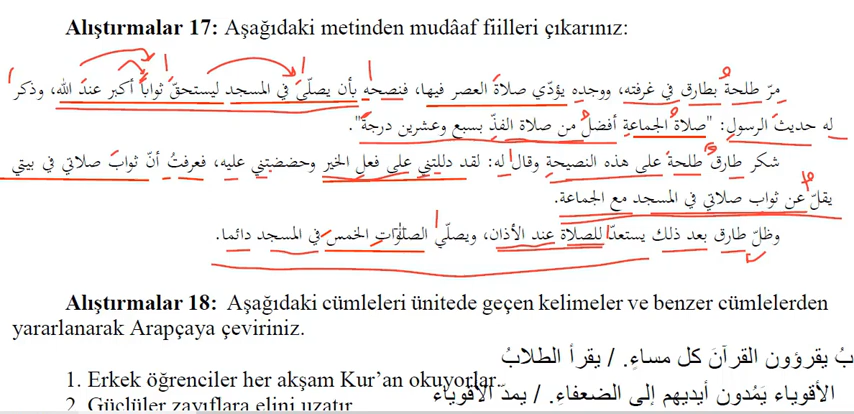 Alıştırmalar 17: Aşağıdaki metinden mudâaf fiilleri çıkarınız:
مرّ طلحةُ بطارق في غرفته، ووجده يؤدّي صلاةَ العصر فيها، فنصحه بأن يصلّيَ في المسجد ليستحقّ ثواباً أكبر عندَ الله، وذكر
له حديثَ الرسولِ: "صلاةُ الجماعةِ أفضلُ من صلاة الفذّ بسبع وعشرين درجةً".
شكر طارقٌ طلحةَ على هذه النصيحة وقال له: لقد دللتني على فعل الخير وحضضتني عليه، فعرفتُ أنّ ثوابَ صلاتي في بيتي
يقلّ عن ثواب صلاتي في المسجد مع الجماعة.
وظلّ طارق بعد ذلك يستعدّ للصلاة عند الأذان، ويصلّي الصلَوات الخمسَ في المسجد دائما.
Alıştırmalar 18: Aşağıdaki cümleleri ünitede geçen kelimeler ve benzer cümlelerden
yararlanarak Arapçaya çeviriniz.
بُ يقرؤون القرآنَ كل مساءٍ. / يقرأ الطلابُ
1. Erkek öğrenciler her akşam Kur'an okuyorlar.
الأقوياء يَمُدون أيديهم إلى الضعفاءِ. / يمدّ الأقوياء
2. Güçlüler zayıflara elini uzatır.